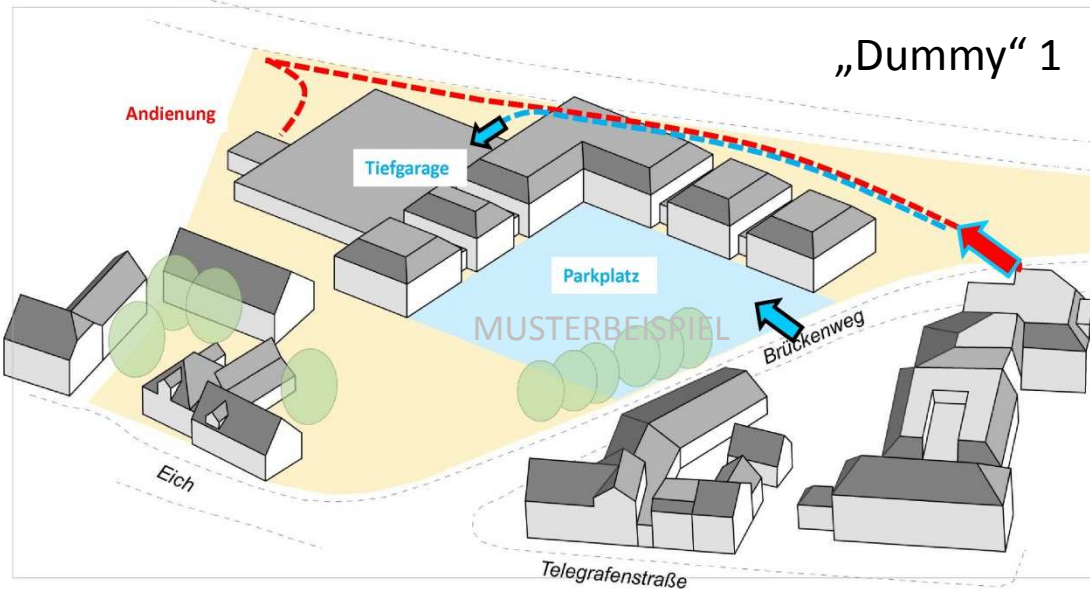 „Dummy“ 1
Andienung
Tiefgarage
Parkplatz
MUSTERBEISPIEL
Brückenweg
Eich
Telegrafenstraße